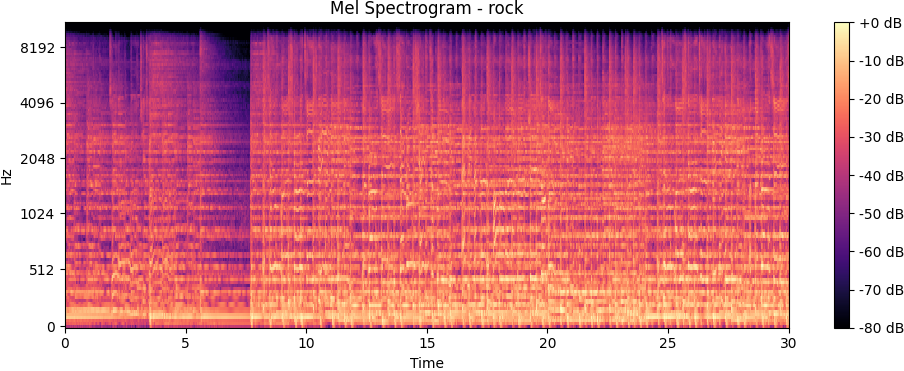 Mel Spectrogram - rock
Hz
8192
4096
2048
1024
512
0
0 5 10 15 20 25 30
Time
+0 dB
-10 dB
-20 dB
-30 dB
-40 dB
-50 dB
-60 dB
-70 dB
-80 dB